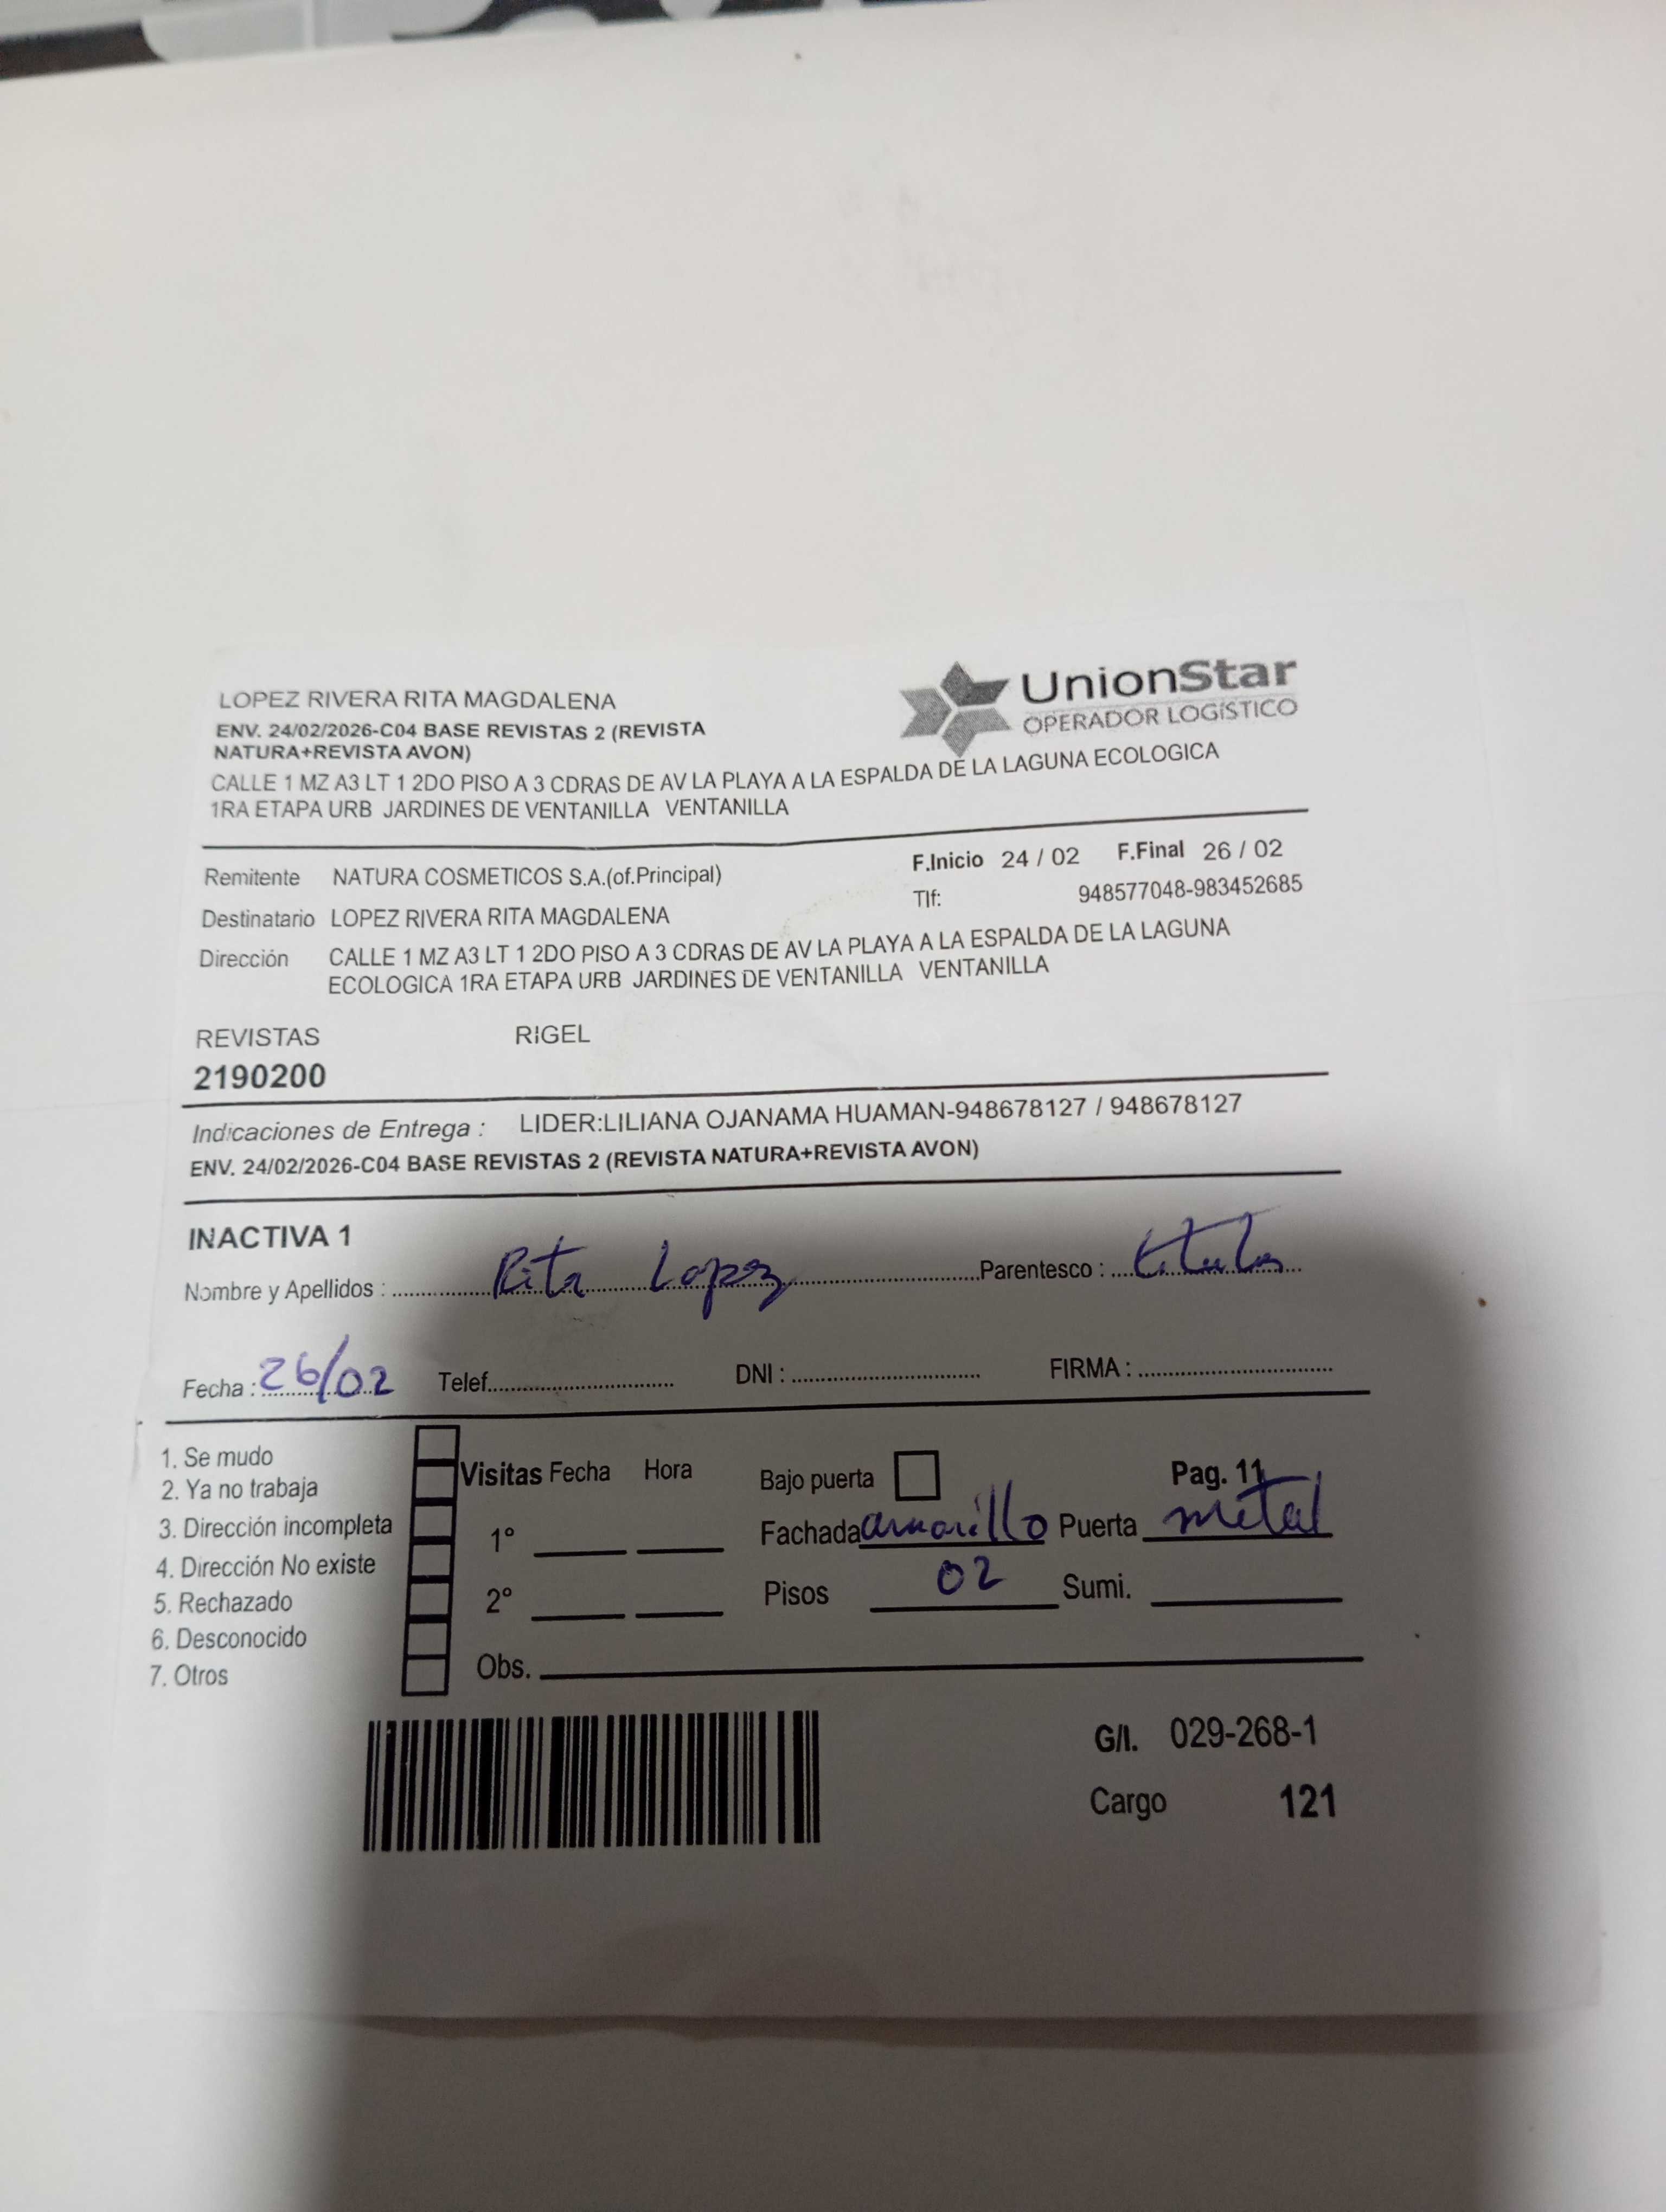 LOPEZ RIVERA RITA MAGDALENA
UnionStar
OPERADOR LOGÍSTICO
ENV. 24/02/2026-C04 BASE REVISTAS 2 (REVISTA
NATURA+REVISTA AVON)
CALLE 1 MZ A3 LT 1 2DO PISO A 3 CDRAS DE AV LA PLAYA A LA ESPALDA DE LA LAGUNA ECOLOGICA
1RA ETAPA URB JARDINES DE VENTANILLA VENTANILLA
Remitente NATURA COSMETICOS S.A.(of.Principal) F.Inicio 24 / 02 F.Final 26 / 02
Tlf: 948577048-983452685
Destinatario LOPEZ RIVERA RITA MAGDALENA
Dirección CALLE 1 MZ A3 LT 1 2DO PISO A 3 CDRAS DE AV LA PLAYA A LA ESPALDA DE LA LAGUNA
ECOLOGICA 1RA ETAPA URB JARDINES DE VENTANILLA VENTANILLA
REVISTAS RIGEL
2190200
Indicaciones de Entrega : LIDER:LILIANA OJANAMA HUAMAN-948678127 / 948678127
ENV. 24/02/2026-C04 BASE REVISTAS 2 (REVISTA NATURA+REVISTA AVON)
INACTIVA 1
Nombre y Apellidos : Rita Lopez Parentesco : titular
Fecha : 26/02 Telef. DNI : FIRMA :
1. Se mudo
2. Ya no trabaja
3. Dirección incompleta
4. Dirección No existe
5. Rechazado
6. Desconocido
7. Otros
Visitas Fecha Hora Bajo puerta Pag. 11
1° Fachada amarillo Puerta metal
2° Pisos 02 Sumi.
Obs.
G/I. 029-268-1
Cargo 121